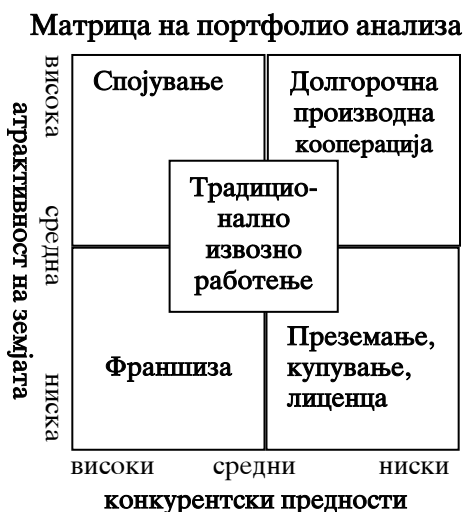 Матрица на портфолио анализа
висока
средна
ниска
атрактивност на земјата
Спојување
Долгорочна
производна
кооперација
Традицио-
нално
извозно
работење
Франшиза
Преземање,
купување,
лиценца
високи средни ниски
конкурентски предности